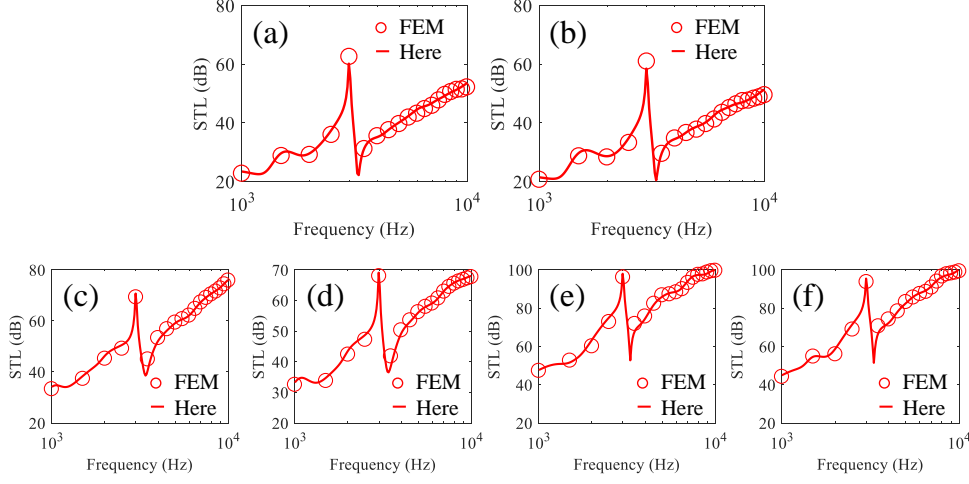 (a)
FEM
Here
STL (dB)
80
60
40
20
10^3
10^4
Frequency (Hz)
(b)
FEM
Here
STL (dB)
80
60
40
20
10^3
10^4
Frequency (Hz)
(c)
FEM
Here
STL (dB)
80
60
40
20
10^3
10^4
Frequency (Hz)
(d)
FEM
Here
STL (dB)
70
60
50
40
30
20
10^3
10^4
Frequency (Hz)
(e)
FEM
Here
STL (dB)
100
80
60
40
20
10^3
10^4
Frequency (Hz)
(f)
FEM
Here
STL (dB)
100
80
60
40
20
10^3
10^4
Frequency (Hz)